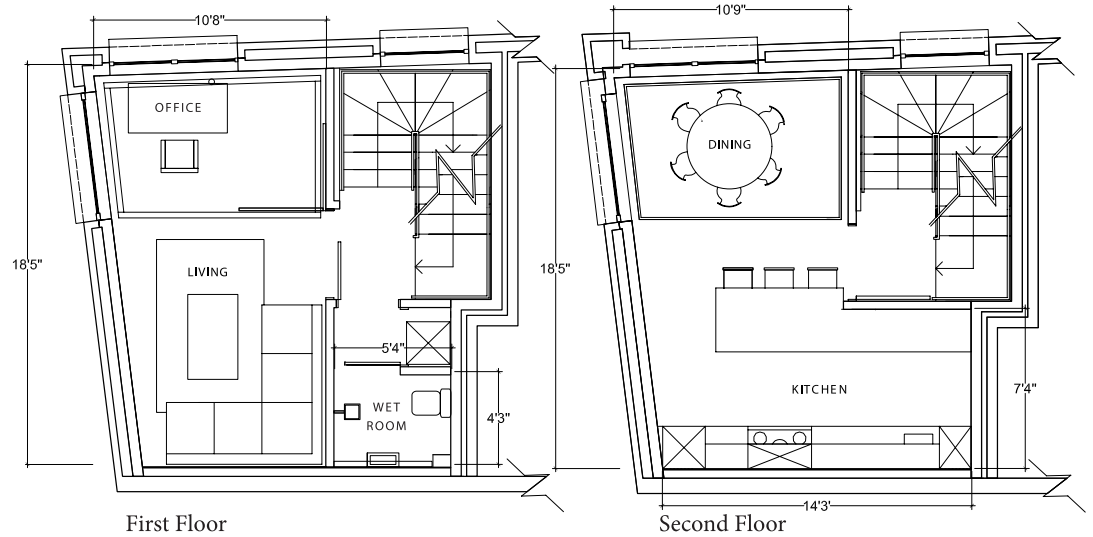 10'8"
10'9"
OFFICE
DINING
18'5"
LIVING
18'5"
5'4"
KITCHEN
7'4"
WET
ROOM
4'3"
14'3'
First Floor
Second Floor